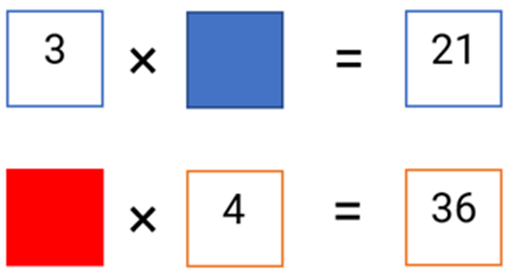 3 × = 21
× 4 = 36